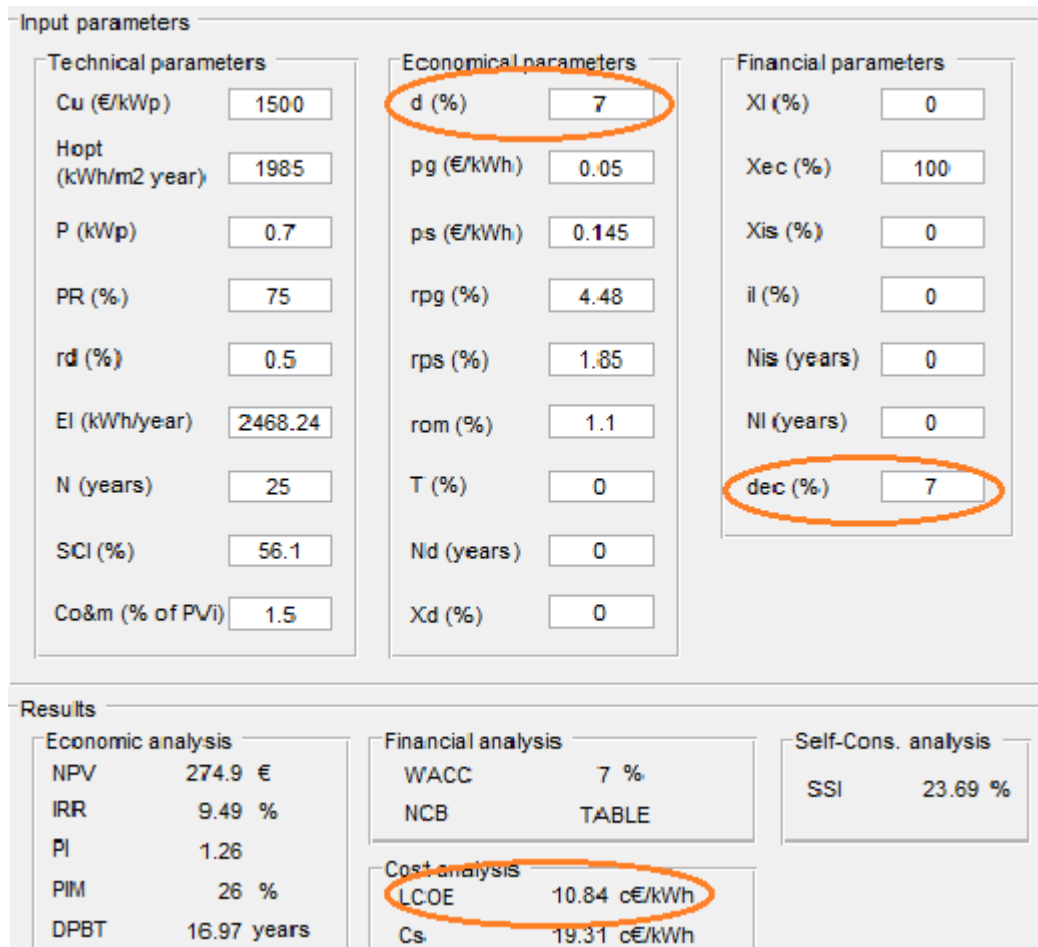 Input parameters
Technical parameters
Cu (€/kWp) 1500
Hopt
(kWh/m2 year) 1985
P (kWp) 0.7
PR (%) 75
rd (%) 0.5
El (kWh/year) 2468.24
N (years) 25
SCI (%) 56.1
Co&m (% of PVi) 1.5
Economical parameters
d (%) 7
pg (€/kWh) 0.05
ps (€/kWh) 0.145
rpg (%) 4.48
rps (%) 1.85
rom (%) 1.1
T (%) 0
Nd (years) 0
Xd (%) 0
Financial parameters
Xl (%) 0
Xec (%) 100
Xis (%) 0
il (%) 0
Nis (years) 0
Nl (years) 0
dec (%) 7
Results
Economic analysis
NPV 274.9 €
IRR 9.49 %
PI 1.26
PIM 26 %
DPBT 16.97 years
Financial analysis
WACC 7 %
NCB TABLE
Cost analysis
LCOE 10.84 c€/kWh
Cs 19.31 c€/kWh
Self-Cons. analysis
SSI 23.69 %